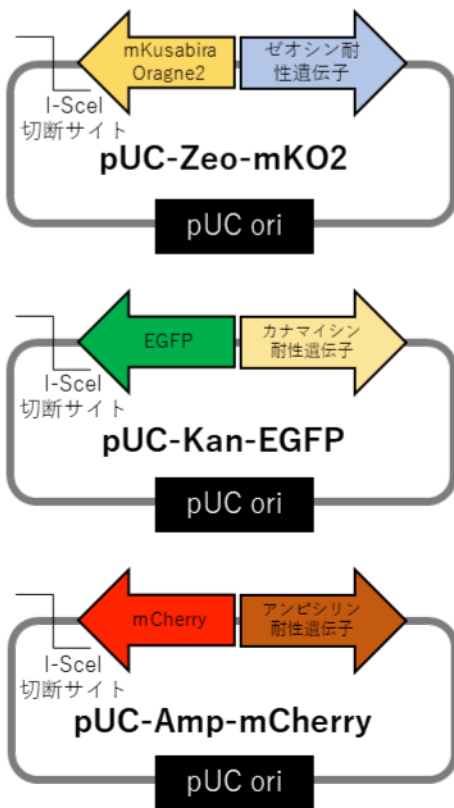 mKusabira
Oragne2
ゼオシン耐
性遺伝子
I-SceI
切断サイト
pUC-Zeo-mKO2
pUC ori
EGFP
カナマイシン
耐性遺伝子
I-SceI
切断サイト
pUC-Kan-EGFP
pUC ori
mCherry
アンピシリン
耐性遺伝子
I-SceI
切断サイト
pUC-Amp-mCherry
pUC ori